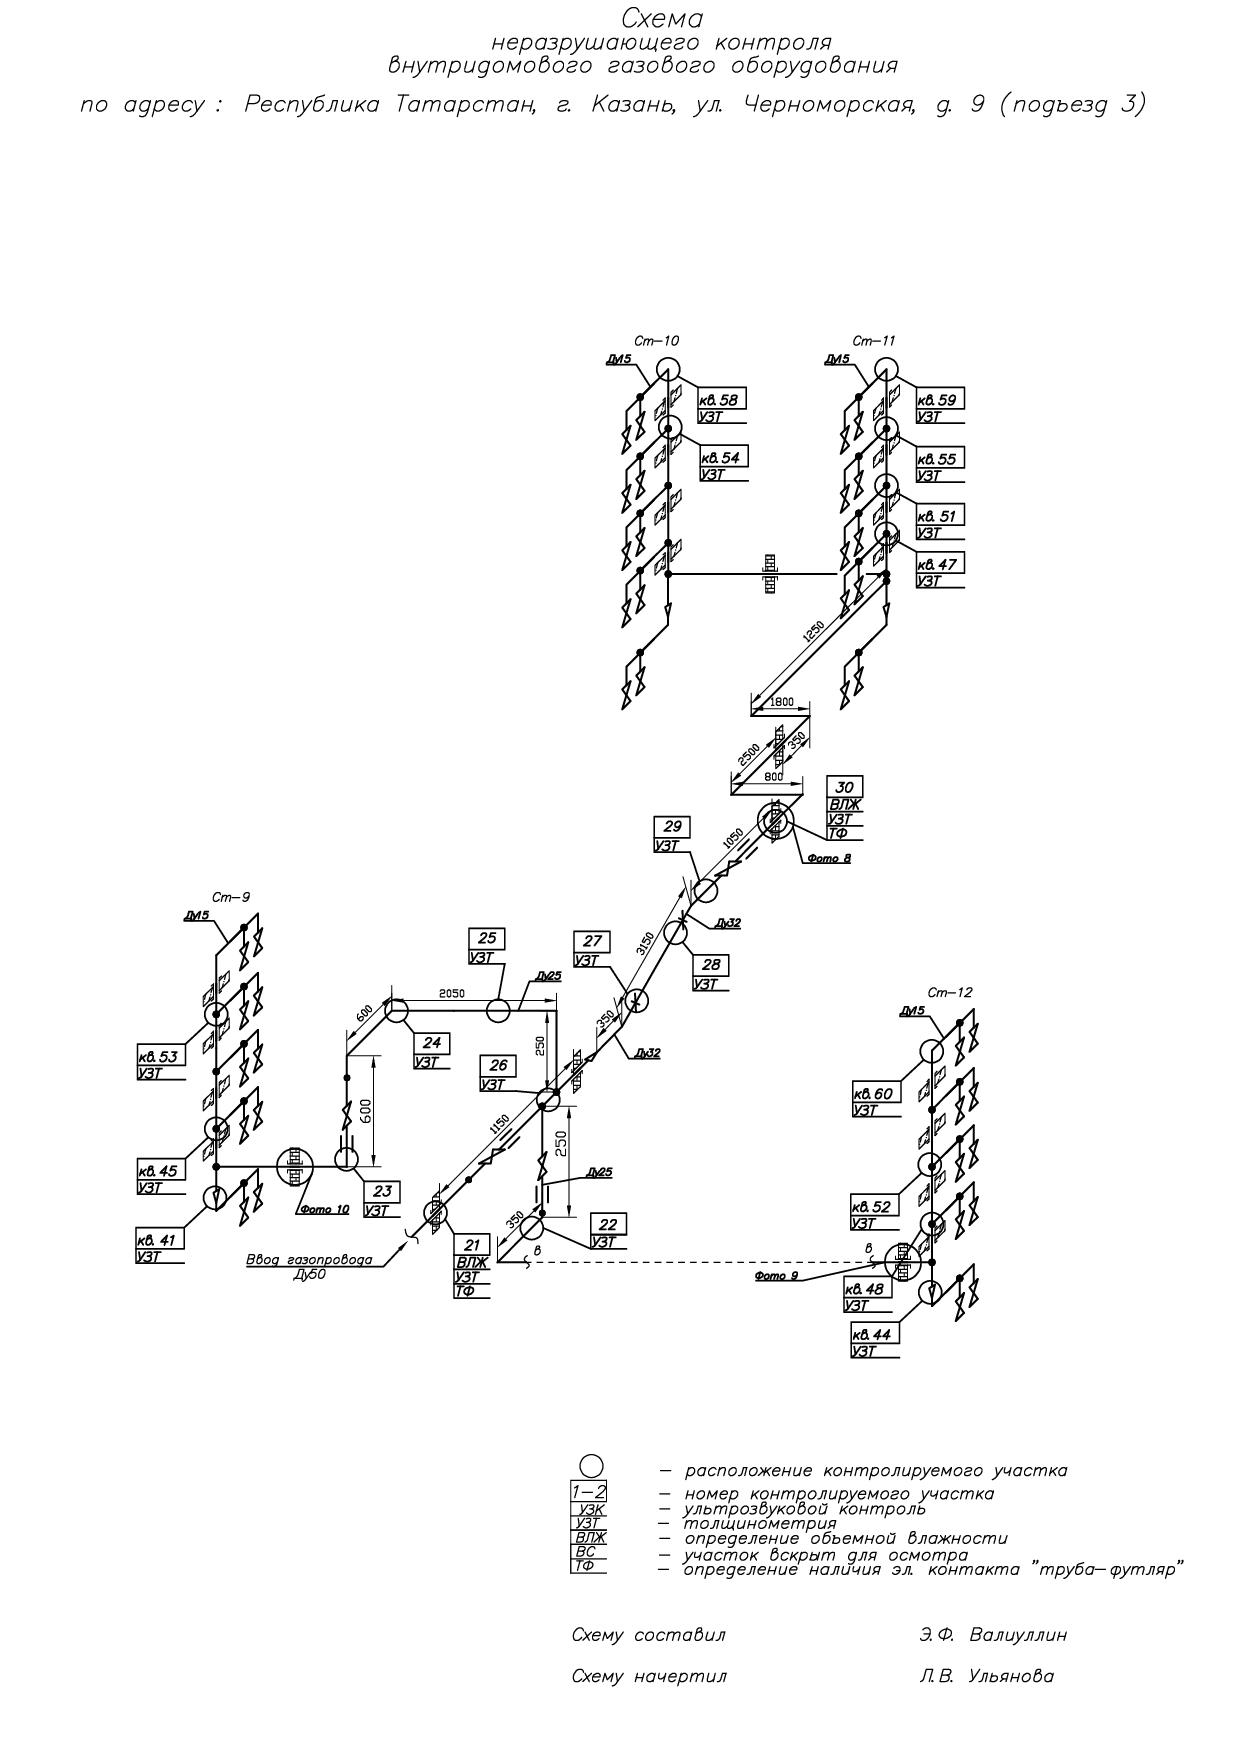 Схема
неразрушающего контроля
внутридомового газового оборудования
по адресу : Республика Татарстан, г. Казань, ул. Черноморская, д. 9 (подъезд 3)
Ст-10
Ст-11
Ду15
Ду15
кв.58
УЗТ
кв.59
УЗТ
кв.54
УЗТ
кв.55
УЗТ
кв.51
УЗТ
кв.47
УЗТ
1250
1800
2500
350
800
30
ВЛЖ
УЗТ
ТФ
29
УЗТ
1050
Фото 8
Ст-9
Ду15
Ду32
3150
25
УЗТ
27
УЗТ
28
УЗТ
Ду25
2050
600
350
Ст-12
Ду15
24
УЗТ
250
Ду32
кв.53
УЗТ
26
УЗТ
600
1150
кв.60
УЗТ
250
кв.45
УЗТ
Ду25
23
УЗТ
Фото 10
350
22
УЗТ
кв.52
УЗТ
кв.41
УЗТ
21
ВЛЖ
УЗТ
ТФ
Ввод газопровода
Ду50
в
в
Фото 9
кв.48
УЗТ
кв.44
УЗТ
– расположение контролируемого участка
1-2 – номер контролируемого участка
УЗК – ультрозвуковой контроль
УЗТ – толщинометрия
ВЛЖ – определение объемной влажности
ВС – участок вскрыт для осмотра
ТФ – определение наличия эл. контакта "труба-футляр"
Схему составил Э.Ф. Валиуллин
Схему начертил Л.В. Ульянова